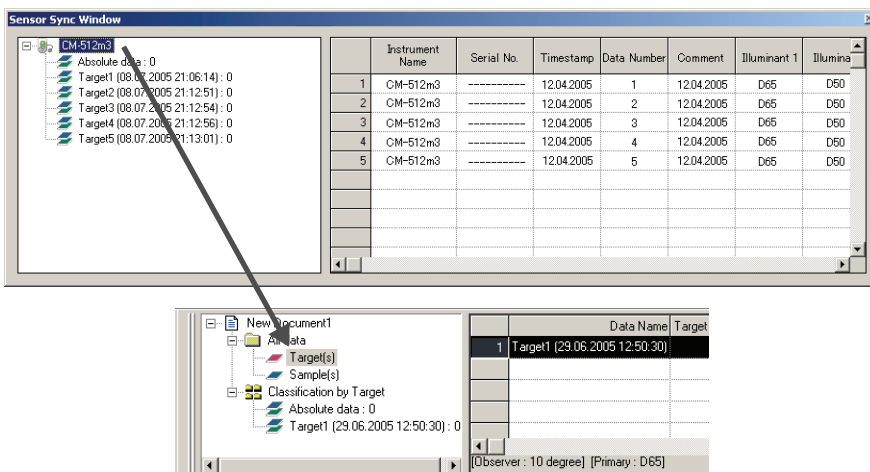 Sensor Sync Window
CM-512m3
Absolute data : 0
Target1 (08.07.2005 21:06:14) : 0
Target2 (08.07.2005 21:12:51) : 0
Target3 (08.07.2005 21:12:54) : 0
Target4 (08.07.2005 21:12:56) : 0
Target5 (08.07.2005 21:13:01) : 0
Instrument Name Serial No. Timestamp Data Number Comment Illuminant 1 Illumina
1 CM-512m3 ---------- 12.04.2005 1 12.04.2005 D65 D50
2 CM-512m3 ---------- 12.04.2005 2 12.04.2005 D65 D50
3 CM-512m3 ---------- 12.04.2005 3 12.04.2005 D65 D50
4 CM-512m3 ---------- 12.04.2005 4 12.04.2005 D65 D50
5 CM-512m3 ---------- 12.04.2005 5 12.04.2005 D65 D50
New Document1
All Data
Target(s)
Sample(s)
Classification by Target
Absolute data : 0
Target1 (29.06.2005 12:50:30) : 0
Data Name Target
1 Target1 (29.06.2005 12:50:30)
[Observer : 10 degree] [Primary : D65]